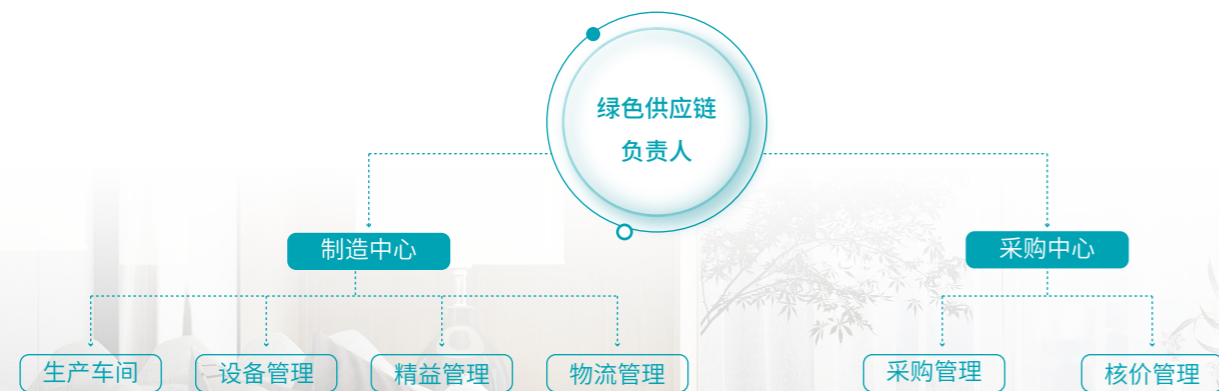 绿色供应链
负责人
制造中心
采购中心
生产车间
设备管理
精益管理
物流管理
采购管理
核价管理